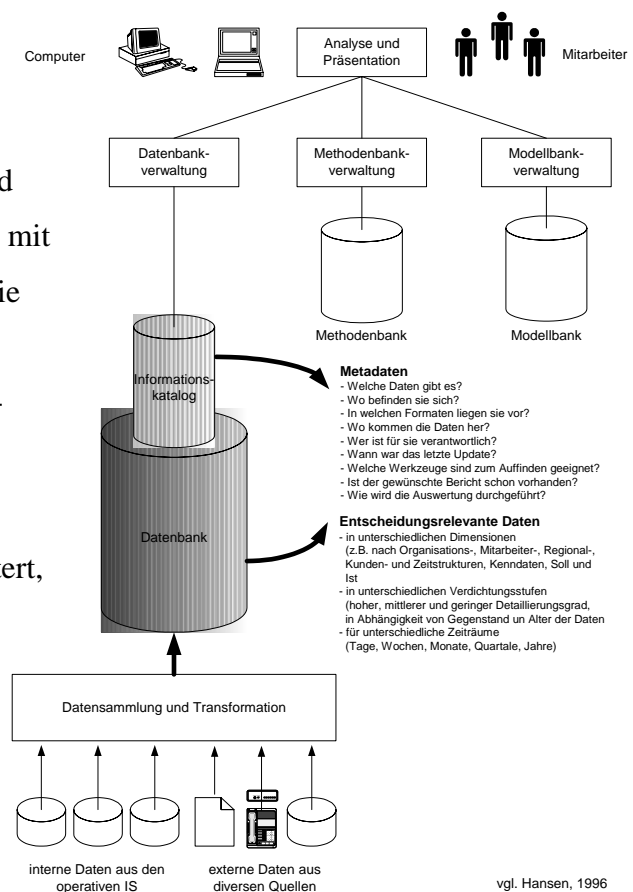 Computer
Analyse und
Präsentation
Mitarbeiter
Datenbank-
verwaltung
Methodenbank-
verwaltung
Modellbank-
verwaltung
d
mit
ie
-
tert,
Methodenbank
Modellbank
Informations-
katalog
Metadaten
- Welche Daten gibt es?
- Wo befinden sie sich?
- In welchen Formaten liegen sie vor?
- Wo kommen die Daten her?
- Wer ist für sie verantwortlich?
- Wann war das letzte Update?
- Welche Werkzeuge sind zum Auffinden geeignet?
- Ist der gewünschte Bericht schon vorhanden?
- Wie wird die Auswertung durchgeführt?
Datenbank
Entscheidungsrelevante Daten
- in unterschiedlichen Dimensionen
(z.B. nach Organisations-, Mitarbeiter-, Regional-,
Kunden- und Zeitstrukturen, Kenndaten, Soll und
Ist
- in unterschiedlichen Verdichtungsstufen
(hoher, mittlerer und geringer Detaillierungsgrad,
in Abhängigkeit von Gegenstand un Alter der Daten
- für unterschiedliche Zeiträume
(Tage, Wochen, Monate, Quartale, Jahre)
Datensammlung und Transformation
interne Daten aus den
operativen IS
externe Daten aus
diversen Quellen
vgl. Hansen, 1996